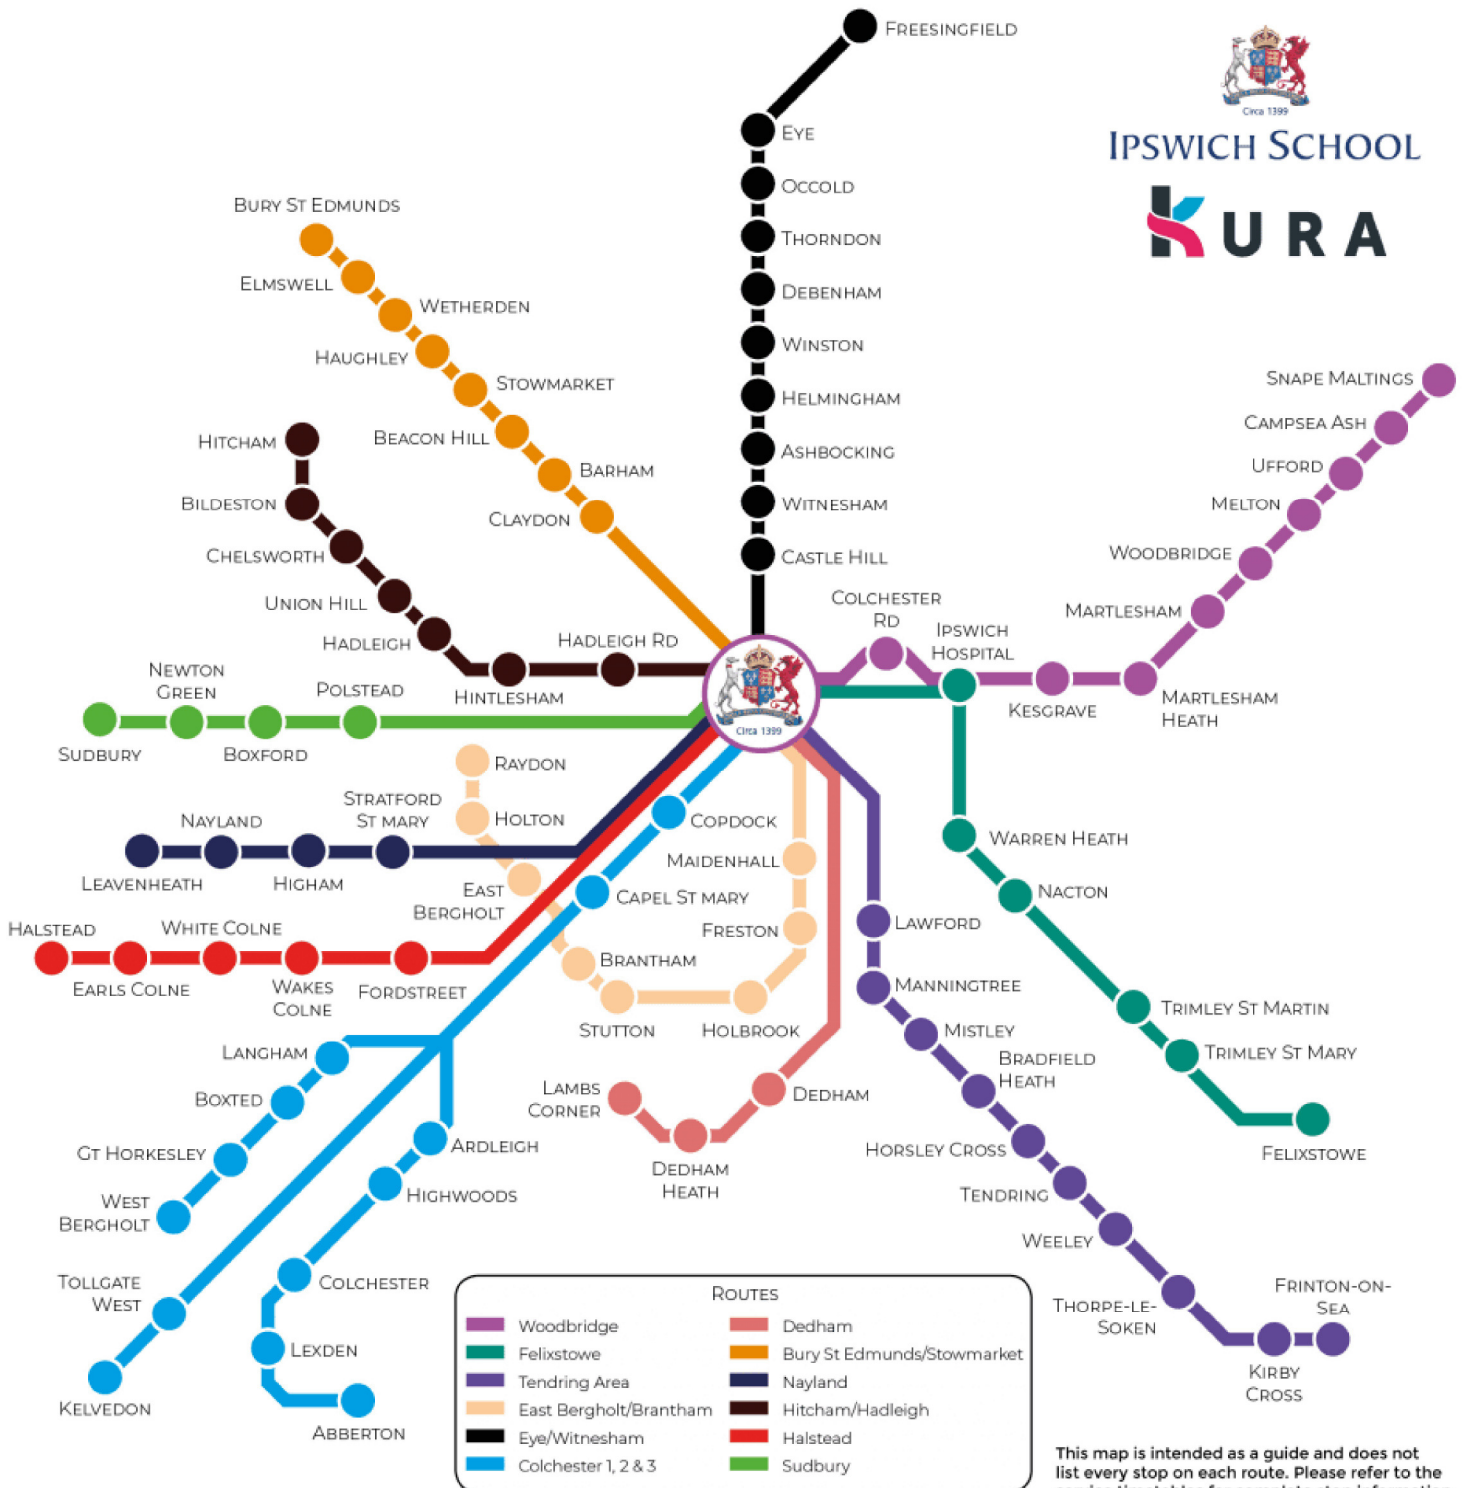 Freesingfield
Circa 1399
Ipswich School
KURA
Eye
Occold
Thorndon
Debenham
Winston
Helmingham
Ashbocking
Witnesham
Castle Hill
Bury St Edmunds
Elmswell
Wetherden
Haughley
Stowmarket
Beacon Hill
Barham
Claydon
Hitcham
Bildeston
Chelsworth
Union Hill
Hadleigh
Hintlesham
Hadleigh Rd
Snape Maltings
Campsea Ash
Ufford
Melton
Woodbridge
Martlesham
Martlesham
Heath
Kesgrave
Ipswich
Hospital
Colchester
Rd
Circa 1399
Newton
Green
Polstead
Sudbury
Boxford
Raydon
Holton
East
Bergholt
Brantham
Stutton
Holbrook
Freston
Maidenhall
Stratford
St Mary
Nayland
Leavenheath
Higham
Copdock
Capel St Mary
Halstead
White Colne
Earls Colne
Wakes
Colne
Fordstreet
Langham
Boxted
Gt Horkesley
West
Bergholt
Tollgate
West
Kelvedon
Ardleigh
Highwoods
Colchester
Lexden
Abberton
Lambs
Corner
Dedham
Heath
Dedham
Lawford
Manningtree
Mistley
Bradfield
Heath
Horsley Cross
Tendring
Weeley
Thorpe-le-
Soken
Kirby
Cross
Frinton-on-
Sea
Warren Heath
Nacton
Trimley St Martin
Trimley St Mary
Felixstowe
Routes
Woodbridge
Felixstowe
Tendring Area
East Bergholt/Brantham
Eye/Witnesham
Colchester 1, 2 & 3
Dedham
Bury St Edmunds/Stowmarket
Nayland
Hitcham/Hadleigh
Halstead
Sudbury
This map is intended as a guide and does not
list every stop on each route. Please refer to the